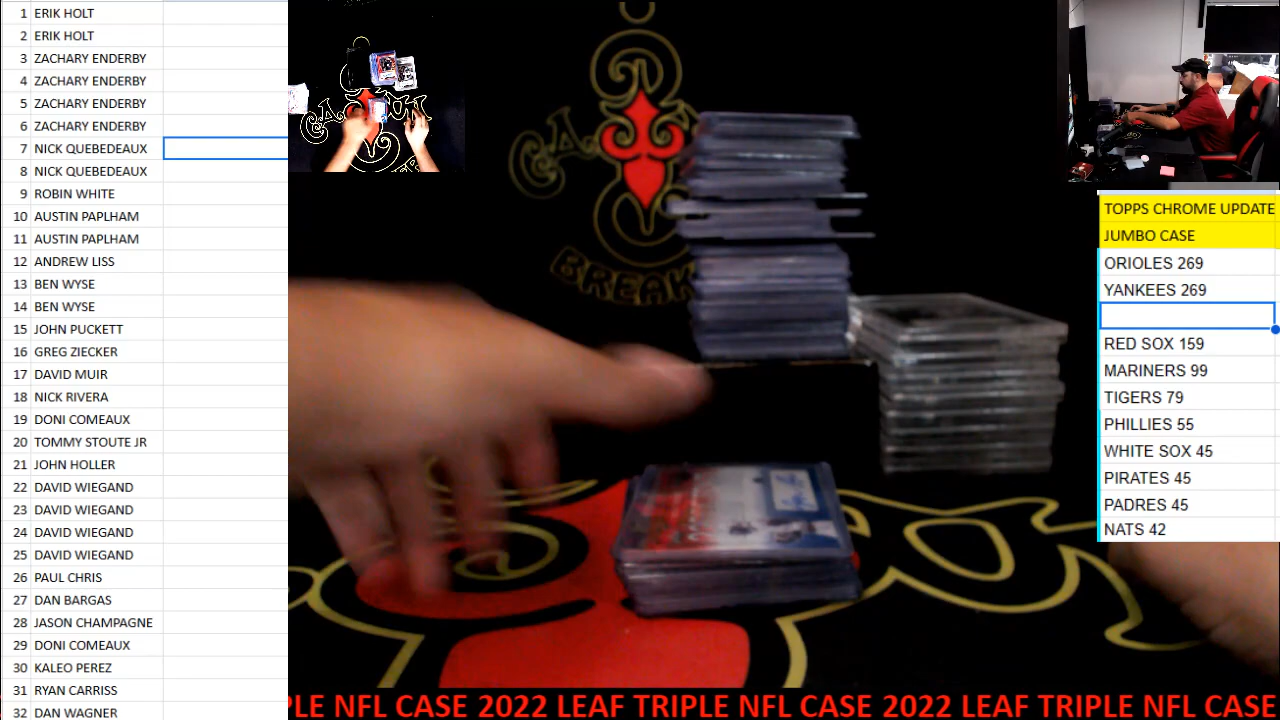 1 ERIK HOLT
2 ERIK HOLT
3 ZACHARY ENDERBY
4 ZACHARY ENDERBY
5 ZACHARY ENDERBY
6 ZACHARY ENDERBY
7 NICK QUEBEDEAUX
8 NICK QUEBEDEAUX
9 ROBIN WHITE
10 AUSTIN PAPLHAM
11 AUSTIN PAPLHAM
12 ANDREW LISS
13 BEN WYSE
14 BEN WYSE
15 JOHN PUCKETT
16 GREG ZIECKER
17 DAVID MUIR
18 NICK RIVERA
19 DONI COMEAUX
20 TOMMY STOUTE JR
21 JOHN HOLLER
22 DAVID WIEGAND
23 DAVID WIEGAND
24 DAVID WIEGAND
25 DAVID WIEGAND
26 PAUL CHRIS
27 DAN BARGAS
28 JASON CHAMPAGNE
29 DONI COMEAUX
30 KALEO PEREZ
31 RYAN CARRISS
32 DAN WAGNER
BREAK
TOPPS CHROME UPDATE
JUMBO CASE
ORIOLES 269
YANKEES 269
RED SOX 159
MARINERS 99
TIGERS 79
PHILLIES 55
WHITE SOX 45
PIRATES 45
PADRES 45
NATS 42
PLE NFL CASE 2022 LEAF TRIPLE NFL CASE 2022 LEAF TRIPLE NFL CASE